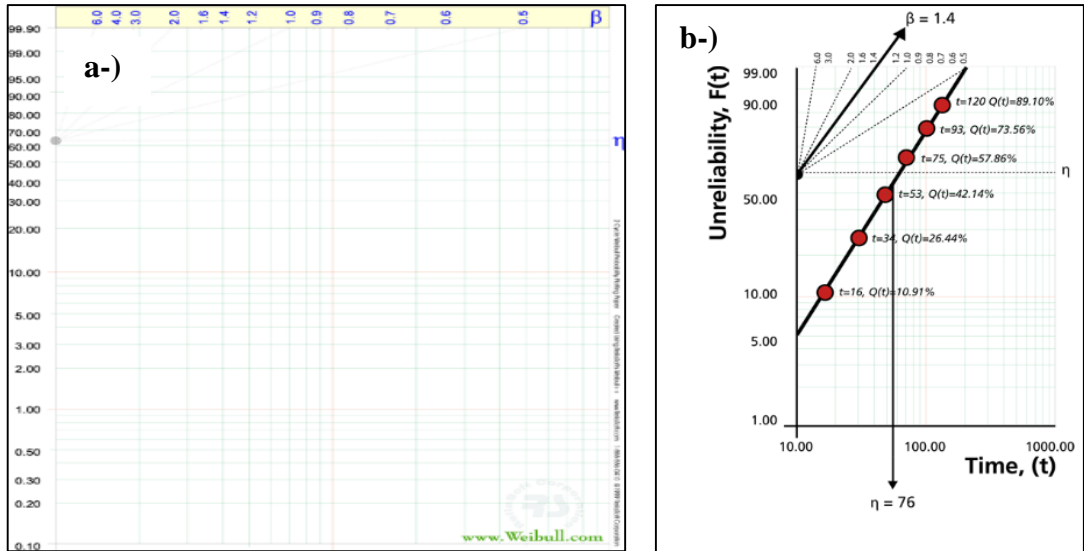 a-)
6.0 4.0 3.0 2.0 1.6 1.4 1.2 1.0 0.9 0.8 0.7 0.6 0.5 β
99.90
99.00
95.00
90.00
80.00
70.00
60.00
η
50.00
40.00
30.00
20.00
10.00
5.00
3.00
2.00
1.00
0.50
0.30
0.20
0.10
www.Weibull.com
b-)
β = 1.4
6.0 3.0 2.0 1.6 1.4 1.2 1.0 0.9 0.8 0.7 0.6 0.5
Unreliability, F(t)
99.00
90.00
50.00
10.00
5.00
1.00
t=120 Q(t)=89.10%
t=93, Q(t)=73.56%
t=75, Q(t)=57.86%
η
t=53, Q(t)=42.14%
t=34, Q(t)=26.44%
t=16, Q(t)=10.91%
10.00 100.00 1000.00
Time, (t)
η = 76